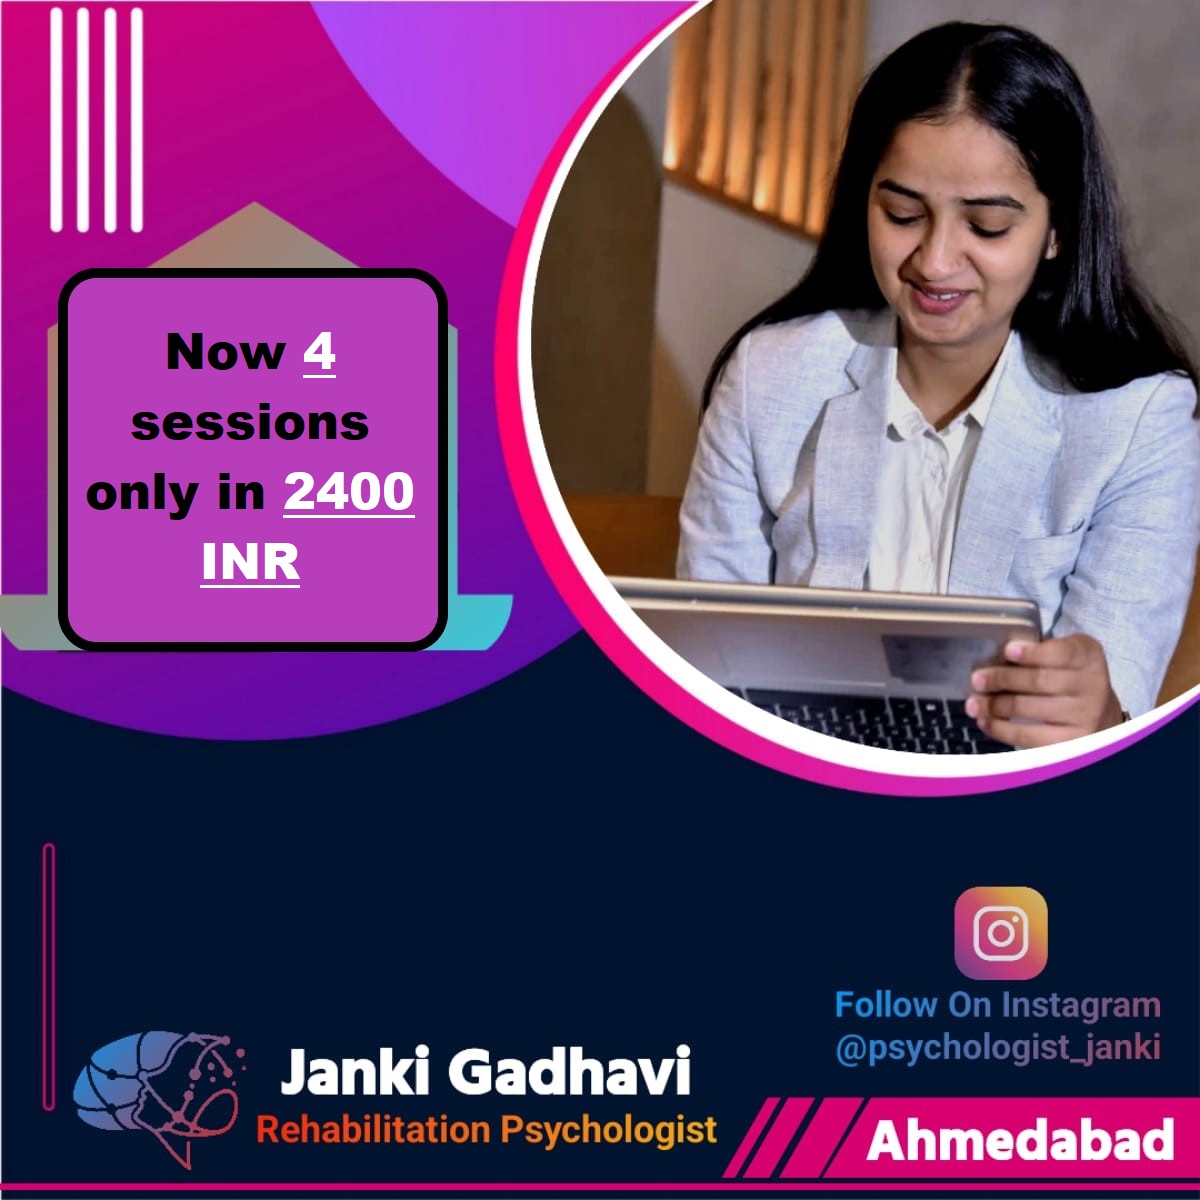 Now 4
sessions
only in 2400
INR
Follow On Instagram
@psychologist_janki
Janki Gadhavi
Rehabilitation Psychologist
Ahmedabad